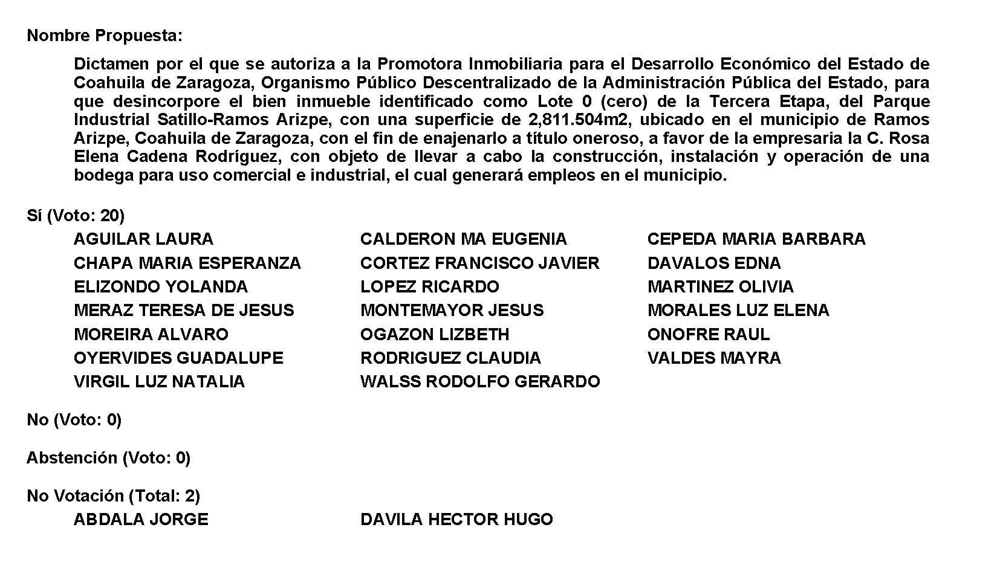 Nombre Propuesta:
Dictamen por el que se autoriza a la Promotora Inmobiliaria para el Desarrollo Económico del Estado de
Coahuila de Zaragoza, Organismo Público Descentralizado de la Administración Pública del Estado, para
que desincorpore el bien inmueble identificado como Lote 0 (cero) de la Tercera Etapa, del Parque
Industrial Satillo-Ramos Arizpe, con una superficie de 2,811.504m2, ubicado en el municipio de Ramos
Arizpe, Coahuila de Zaragoza, con el fin de enajenarlo a título oneroso, a favor de la empresaria la C. Rosa
Elena Cadena Rodríguez, con objeto de llevar a cabo la construcción, instalación y operación de una
bodega para uso comercial e industrial, el cual generará empleos en el municipio.
Sí (Voto: 20)
AGUILAR LAURA CALDERON MA EUGENIA CEPEDA MARIA BARBARA
CHAPA MARIA ESPERANZA CORTEZ FRANCISCO JAVIER DAVALOS EDNA
ELIZONDO YOLANDA LOPEZ RICARDO MARTINEZ OLIVIA
MERAZ TERESA DE JESUS MONTEMAYOR JESUS MORALES LUZ ELENA
MOREIRA ALVARO OGAZON LIZBETH ONOFRE RAUL
OYERVIDES GUADALUPE RODRIGUEZ CLAUDIA VALDES MAYRA
VIRGIL LUZ NATALIA WALSS RODOLFO GERARDO
No (Voto: 0)
Abstención (Voto: 0)
No Votación (Total: 2)
ABDALA JORGE DAVILA HECTOR HUGO